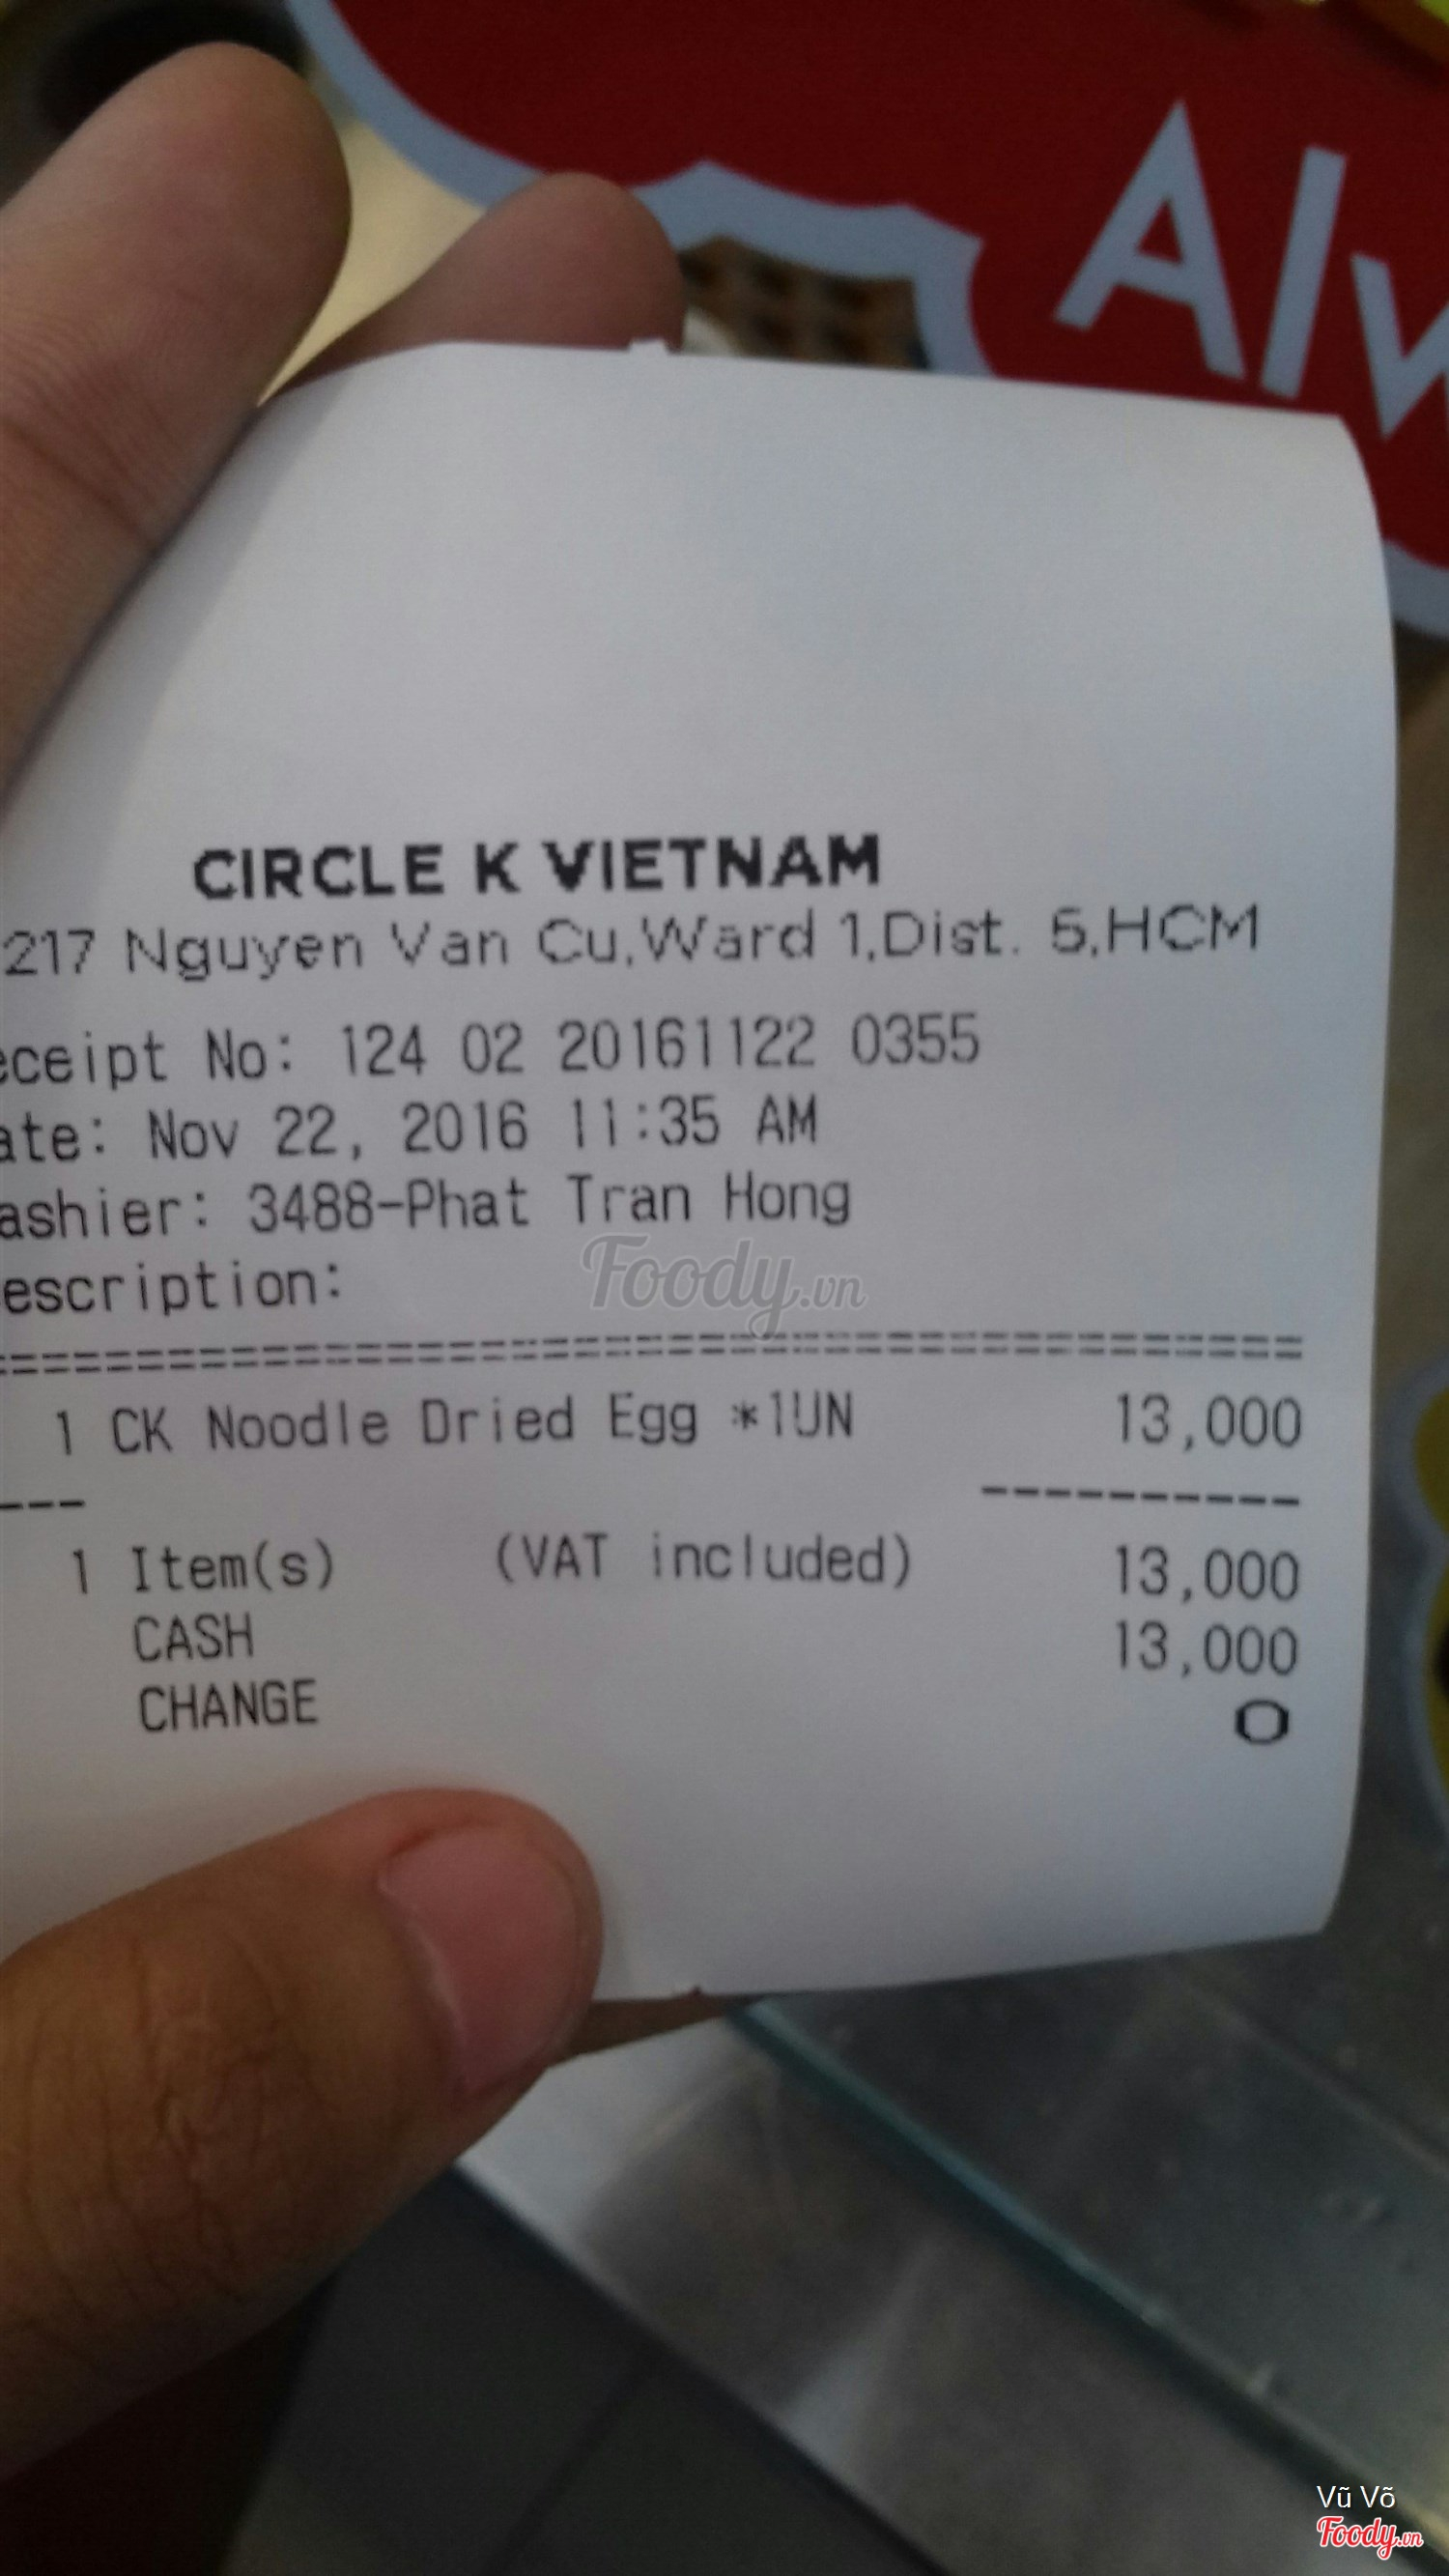 Alw
CIRCLE K VIETNAM
217 Nguyen Van Cu,Ward 1,Dist. 5,HCM
eceipt No: 124 02 20161122 0355
ate: Nov 22, 2016 11:35 AM
ashier: 3488-Phat Tran Hong
escription:
Foody.vn
1 CK Noodle Dried Egg *1UN 13,000
1 Item(s) (VAT included) 13,000
CASH 13,000
CHANGE 0
Vũ Võ
Foody.vn